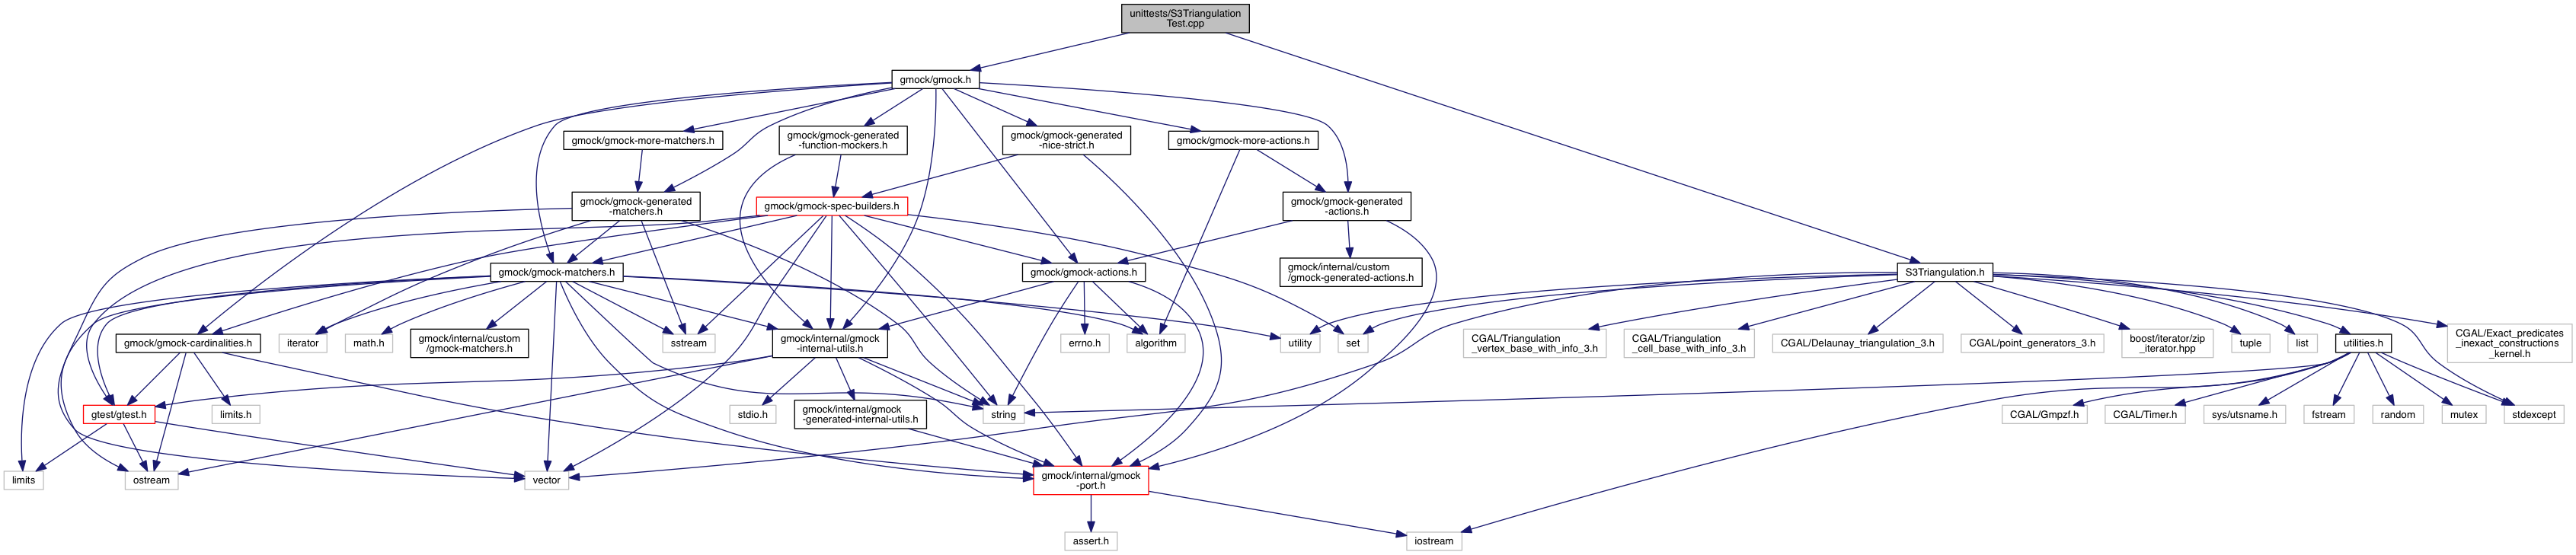 unittests/S3Triangulation
Test.cpp
gmock/gmock.h
gmock/gmock-more-matchers.h
gmock/gmock-generated
-function-mockers.h
gmock/gmock-generated
-nice-strict.h
gmock/gmock-more-actions.h
gmock/gmock-generated
-matchers.h
gmock/gmock-spec-builders.h
gmock/gmock-generated
-actions.h
gmock/gmock-matchers.h
gmock/gmock-actions.h
gmock/internal/custom
/gmock-generated-actions.h
S3Triangulation.h
gmock/gmock-cardinalities.h
iterator
math.h
gmock/internal/custom
/gmock-matchers.h
sstream
gmock/internal/gmock
-internal-utils.h
errno.h
algorithm
utility
set
CGAL/Triangulation
_vertex_base_with_info_3.h
CGAL/Triangulation
_cell_base_with_info_3.h
CGAL/Delaunay_triangulation_3.h
CGAL/point_generators_3.h
boost/iterator/zip
_iterator.hpp
tuple
list
utilities.h
CGAL/Exact_predicates
_inexact_constructions
_kernel.h
gtest/gtest.h
limits.h
stdio.h
gmock/internal/gmock
-generated-internal-utils.h
string
CGAL/Gmpzf.h
CGAL/Timer.h
sys/utsname.h
fstream
random
mutex
stdexcept
limits
ostream
vector
gmock/internal/gmock
-port.h
assert.h
iostream